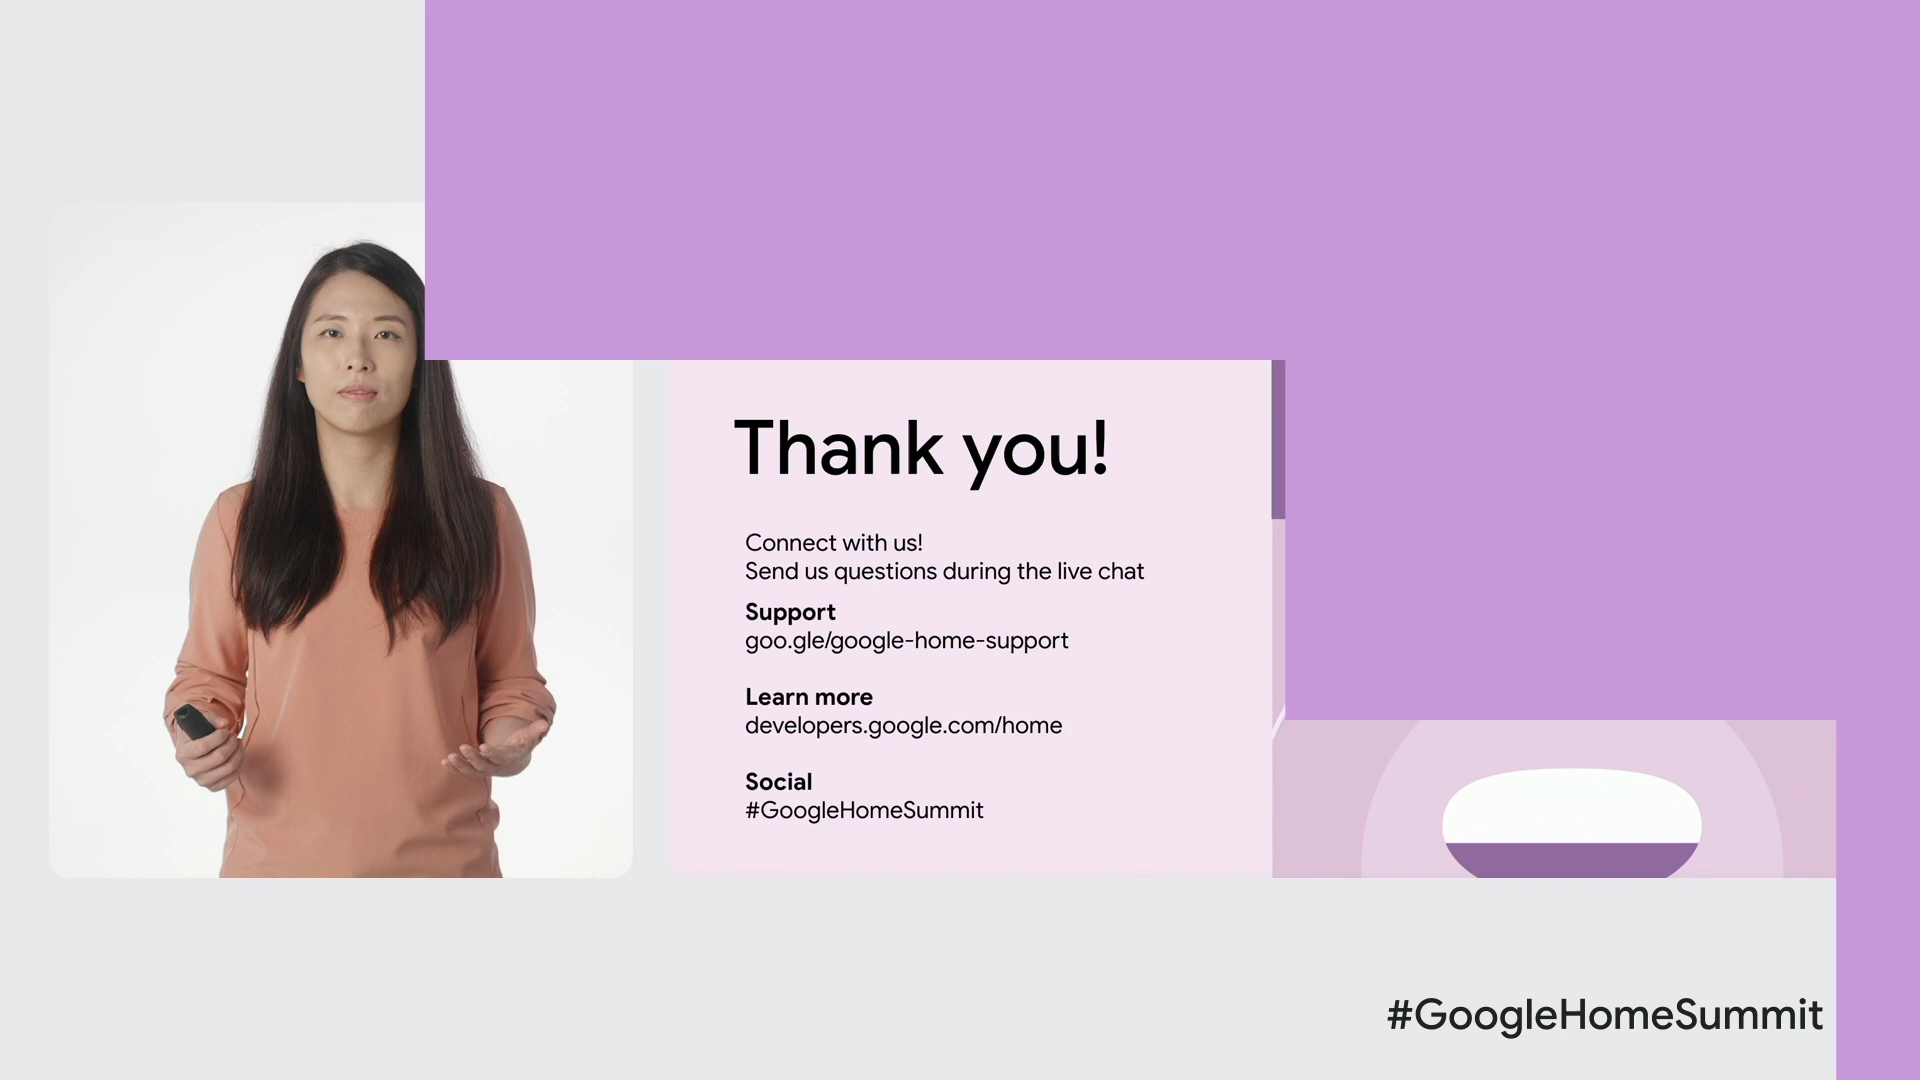 Thank you!
Connect with us!
Send us questions during the live chat
Support
goo.gle/google-home-support
Learn more
developers.google.com/home
Social
#GoogleHomeSummit
#GoogleHomeSummit